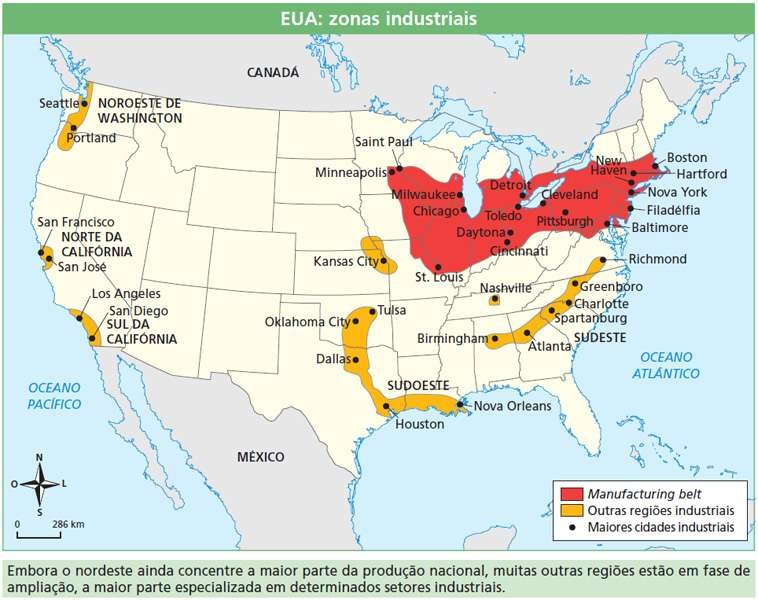 EUA: zonas industriais
CANADÁ
Seattle
NOROESTE DE
WASHINGTON
Portland
Saint Paul
Minneapolis
Milwaukee
Chicago
Detroit
Toledo
Cleveland
Pittsburgh
Daytona
Cincinnati
St. Louis
New
Haven
Boston
Hartford
Nova York
Filadélfia
Baltimore
San Francisco
NORTE DA
CALIFÓRNIA
San José
Kansas City
Richmond
Nashville
Greenboro
Charlotte
Spartanburg
SUDESTE
Los Angeles
San Diego
SUL DA
CALIFÓRNIA
Oklahoma City
Tulsa
Birmingham
Atlanta
Dallas
SUDOESTE
Houston
Nova Orleans
OCEANO
PACÍFICO
OCEANO
ATLÂNTICO
MÉXICO
N
O
L
S
0
286 km
Manufacturing belt
Outras regiões industriais
Maiores cidades industriais
Embora o nordeste ainda concentre a maior parte da produção nacional, muitas outras regiões estão em fase de
ampliação, a maior parte especializada em determinados setores industriais.